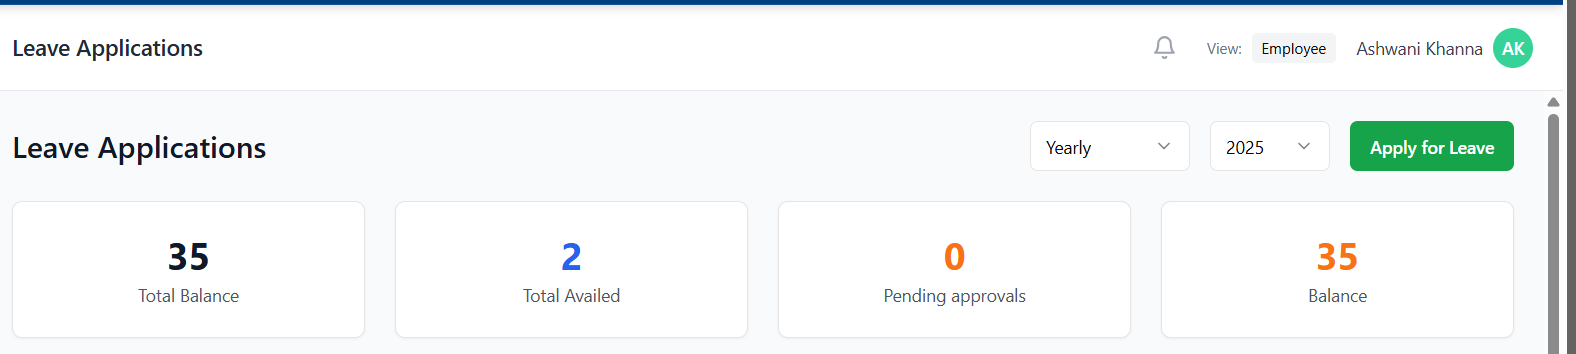 Leave Applications
View: Employee Ashwani Khanna AK
Leave Applications
Yearly 2025 Apply for Leave
35 2 0 35
Total Balance Total Availed Pending approvals Balance